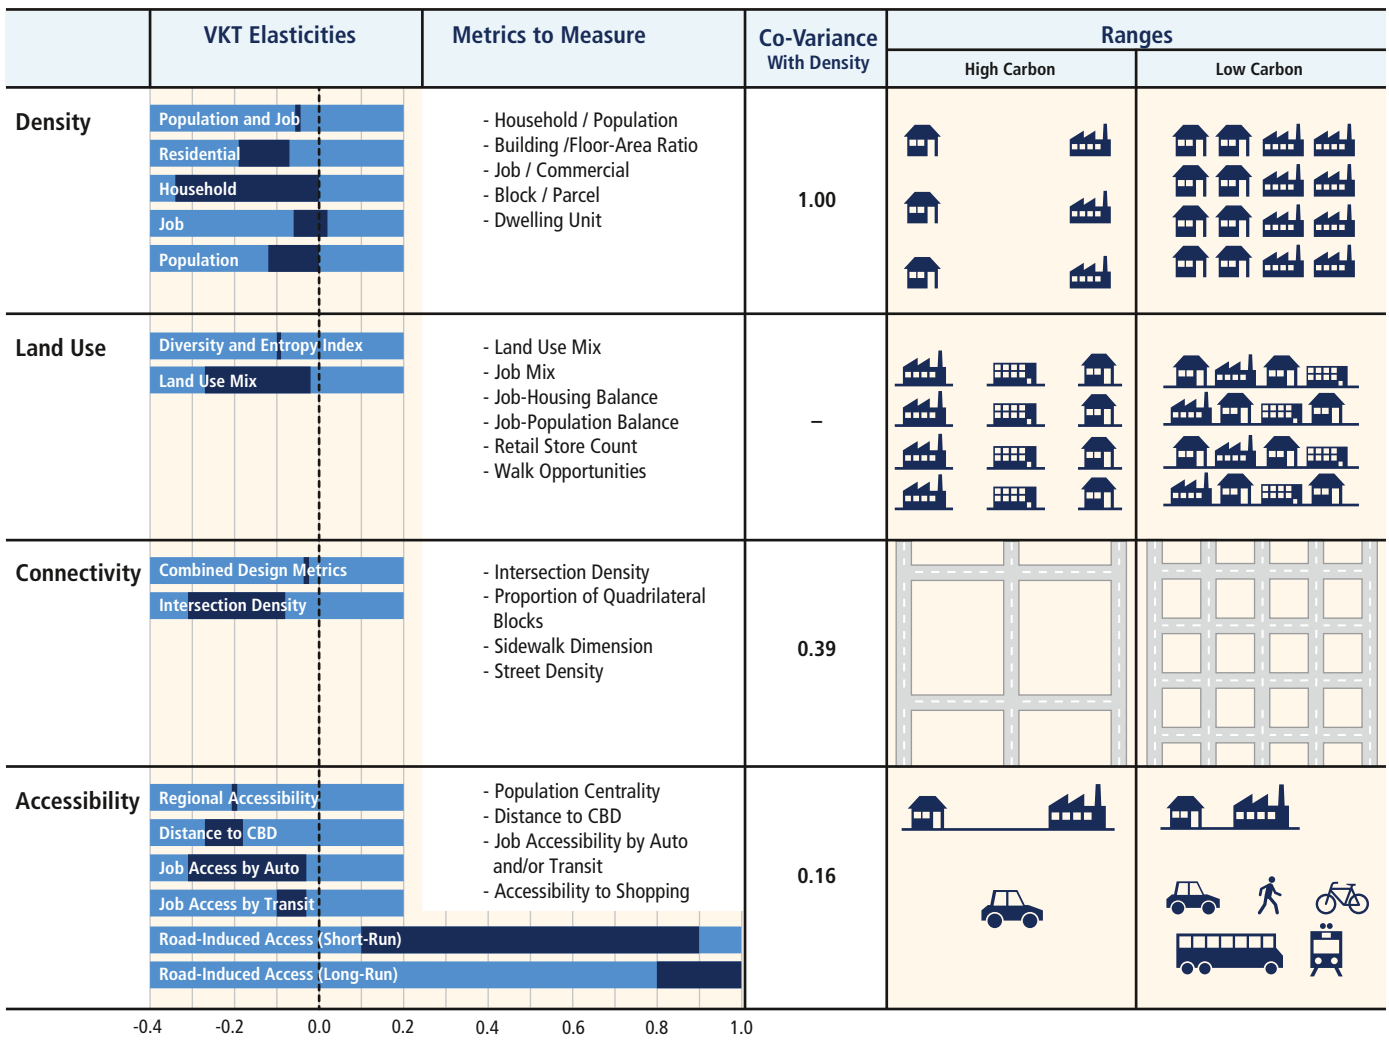 VKT Elasticities
Metrics to Measure
Co-Variance
With Density
Ranges
High Carbon
Low Carbon
Density
Population and Job
Residential
Household
Job
Population
- Household / Population
- Building /Floor-Area Ratio
- Job / Commercial
- Block / Parcel
- Dwelling Unit
1.00
Land Use
Diversity and Entropy Index
Land Use Mix
- Land Use Mix
- Job Mix
- Job-Housing Balance
- Job-Population Balance
- Retail Store Count
- Walk Opportunities
–
Connectivity
Combined Design Metrics
Intersection Density
- Intersection Density
- Proportion of Quadrilateral
Blocks
- Sidewalk Dimension
- Street Density
0.39
Accessibility
Regional Accessibility
Distance to CBD
Job Access by Auto
Job Access by Transit
Road-Induced Access (Short-Run)
Road-Induced Access (Long-Run)
- Population Centrality
- Distance to CBD
- Job Accessibility by Auto
and/or Transit
- Accessibility to Shopping
0.16
-0.4 -0.2 0.0 0.2 0.4 0.6 0.8 1.0